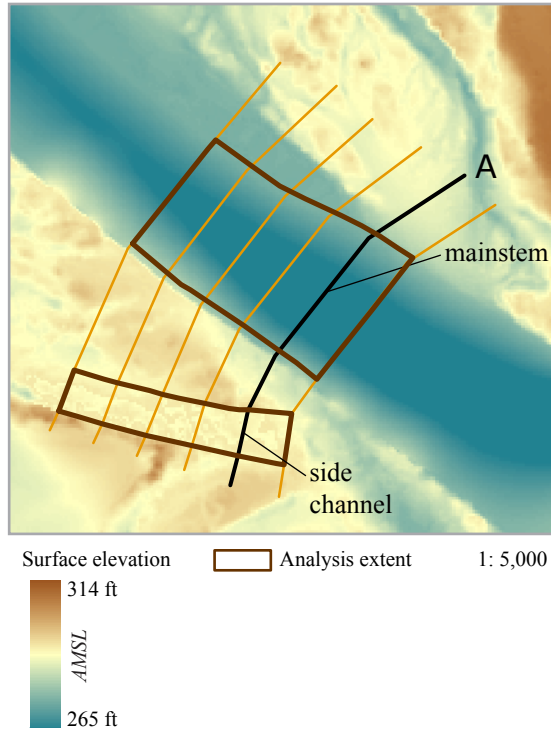 A
mainstem
side
channel
Surface elevation
Analysis extent
1: 5,000
314 ft
AMSL
265 ft